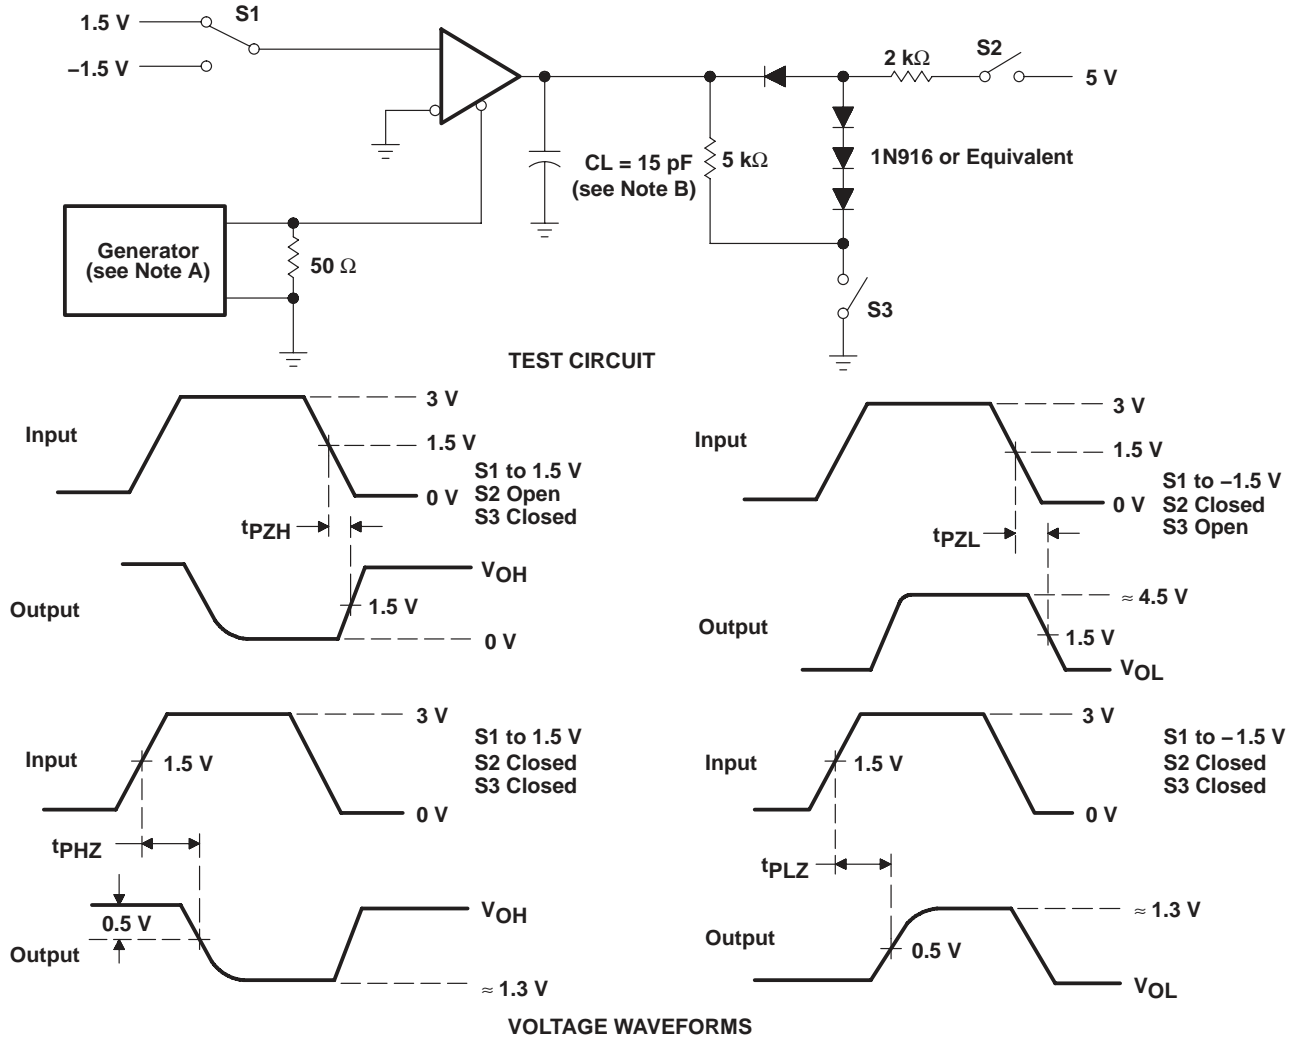 1.5 V
S1
–1.5 V
2 kΩ
S2
5 V
CL = 15 pF
(see Note B)
5 kΩ
1N916 or Equivalent
Generator
(see Note A)
50 Ω
S3
TEST CIRCUIT
Input
3 V
1.5 V
0 V
S1 to 1.5 V
S2 Open
S3 Closed
tPZH
Output
VOH
1.5 V
0 V
Input
3 V
1.5 V
0 V
S1 to –1.5 V
S2 Closed
S3 Open
tPZL
Output
≈ 4.5 V
1.5 V
VOL
Input
3 V
1.5 V
0 V
S1 to 1.5 V
S2 Closed
S3 Closed
tPHZ
0.5 V
Output
VOH
≈ 1.3 V
Input
3 V
1.5 V
0 V
S1 to –1.5 V
S2 Closed
S3 Closed
tPLZ
Output
≈ 1.3 V
0.5 V
VOL
VOLTAGE WAVEFORMS